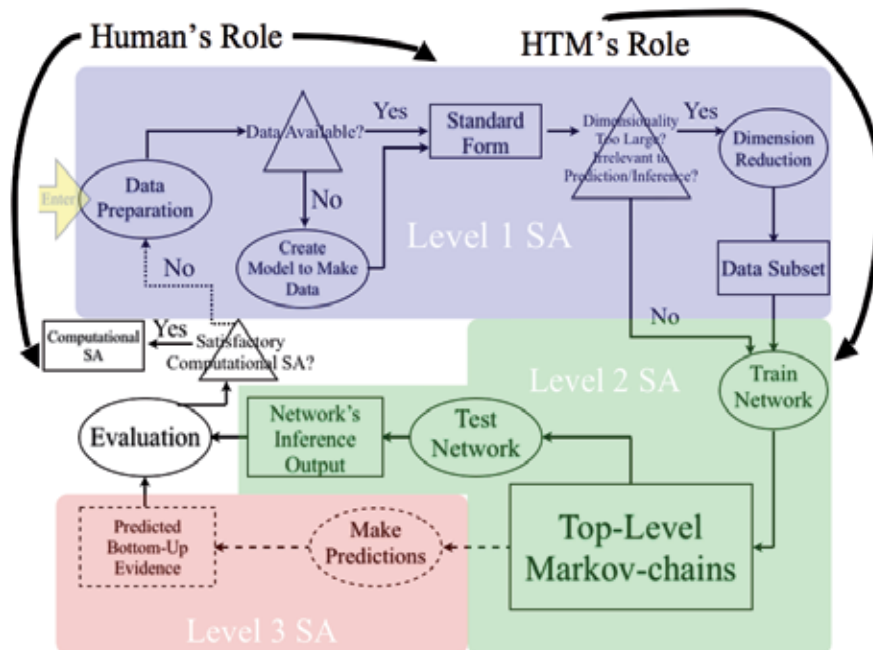 Human's Role
HTM's Role
Data Available?
Yes
Standard
Form
Dimensionality
Too Large?
Irrelevant to
Prediction/Inference?
Yes
Dimension
Reduction
Enter
Data
Preparation
No
Create
Model to Make
Data
Level 1 SA
Data Subset
No
No
Computational
SA
Yes
Satisfactory
Computational SA?
Level 2 SA
Train
Network
Evaluation
Network's
Inference
Output
Test
Network
Top-Level
Markov-chains
Predicted
Bottom-Up
Evidence
Make
Predictions
Level 3 SA